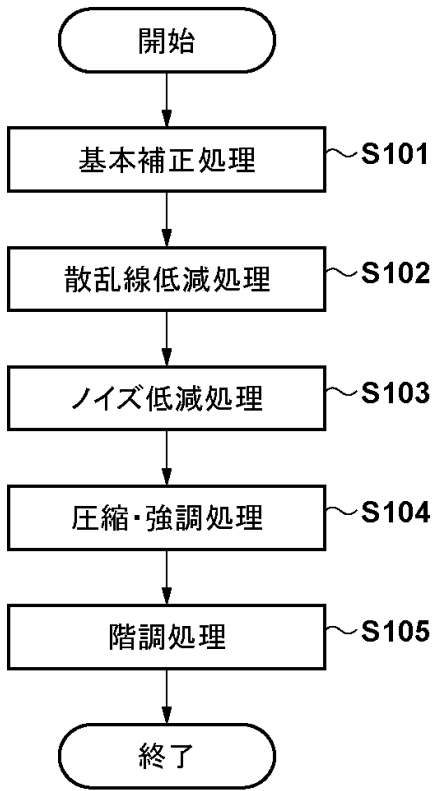 開始
基本補正処理 S101
散乱線低減処理 S102
ノイズ低減処理 S103
圧縮・強調処理 S104
階調処理 S105
終了